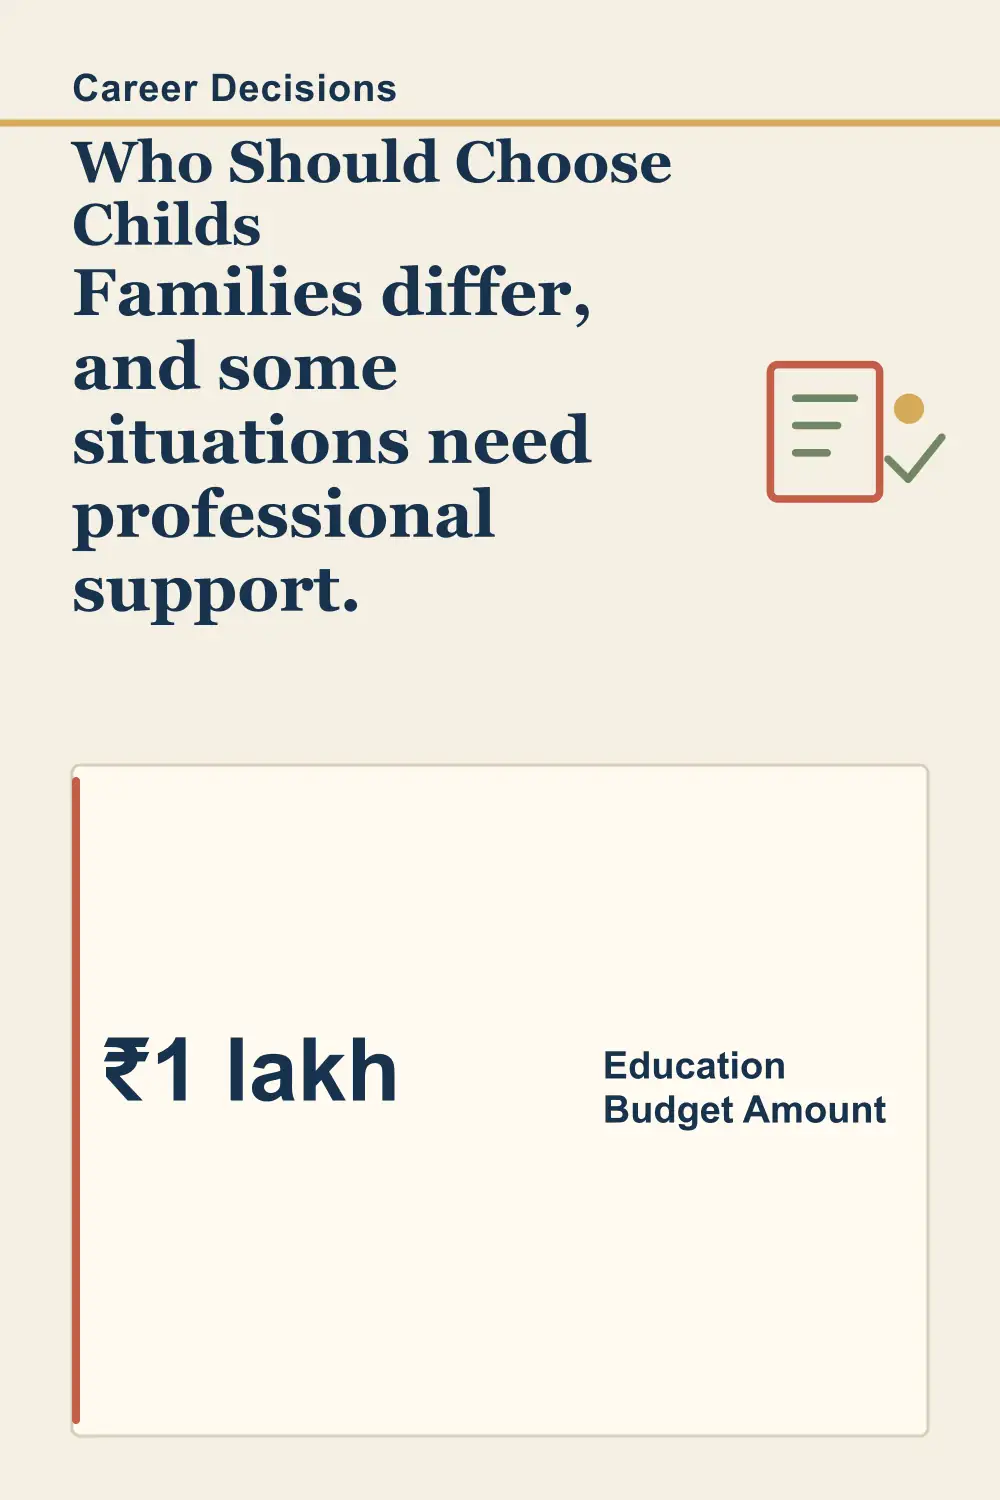 Career Decisions
Who Should Choose
Childs
Families differ,
and some
situations need
professional
support.
₹1 lakh
Education
Budget Amount